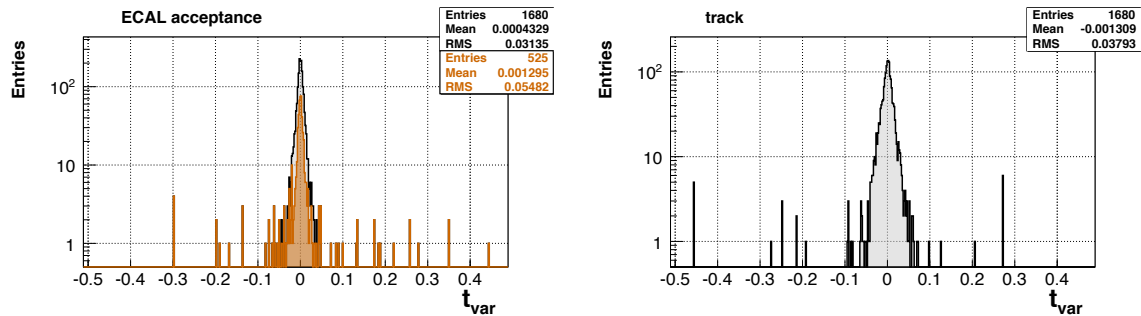 ECAL acceptance
Entries 1680
Mean 0.0004329
RMS 0.03135
Entries 525
Mean 0.001295
RMS 0.05482
Entries
10²
10
1
-0.5 -0.4 -0.3 -0.2 -0.1 0 0.1 0.2 0.3 0.4
t_var
track
Entries 1680
Mean -0.001309
RMS 0.03793
Entries
10²
10
1
-0.5 -0.4 -0.3 -0.2 -0.1 0 0.1 0.2 0.3 0.4
t_var